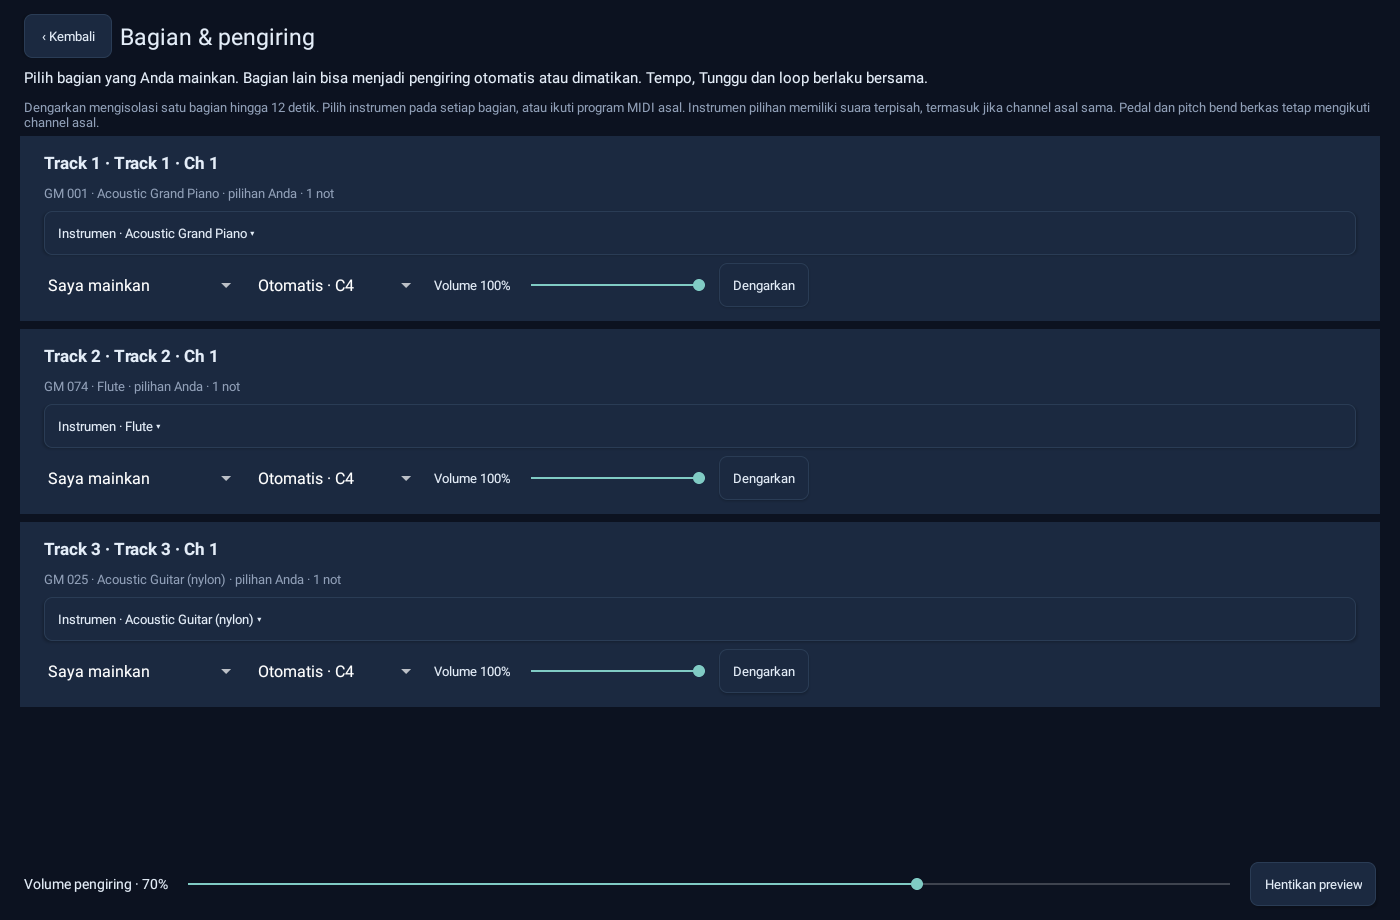 ‹ Kembali
Bagian & pengiring
Pilih bagian yang Anda mainkan. Bagian lain bisa menjadi pengiring otomatis atau dimatikan. Tempo, Tunggu dan loop berlaku bersama.
Dengarkan mengisolasi satu bagian hingga 12 detik. Pilih instrumen pada setiap bagian, atau ikuti program MIDI asal. Instrumen pilihan memiliki suara terpisah, termasuk jika channel asal sama. Pedal dan pitch bend berkas tetap mengikuti
channel asal.
Track 1 · Track 1 · Ch 1
GM 001 · Acoustic Grand Piano · pilihan Anda · 1 not
Instrumen · Acoustic Grand Piano ▾
Saya mainkan Otomatis · C4 Volume 100% Dengarkan
Track 2 · Track 2 · Ch 1
GM 074 · Flute · pilihan Anda · 1 not
Instrumen · Flute ▾
Saya mainkan Otomatis · C4 Volume 100% Dengarkan
Track 3 · Track 3 · Ch 1
GM 025 · Acoustic Guitar (nylon) · pilihan Anda · 1 not
Instrumen · Acoustic Guitar (nylon) ▾
Saya mainkan Otomatis · C4 Volume 100% Dengarkan
Volume pengiring · 70% Hentikan preview